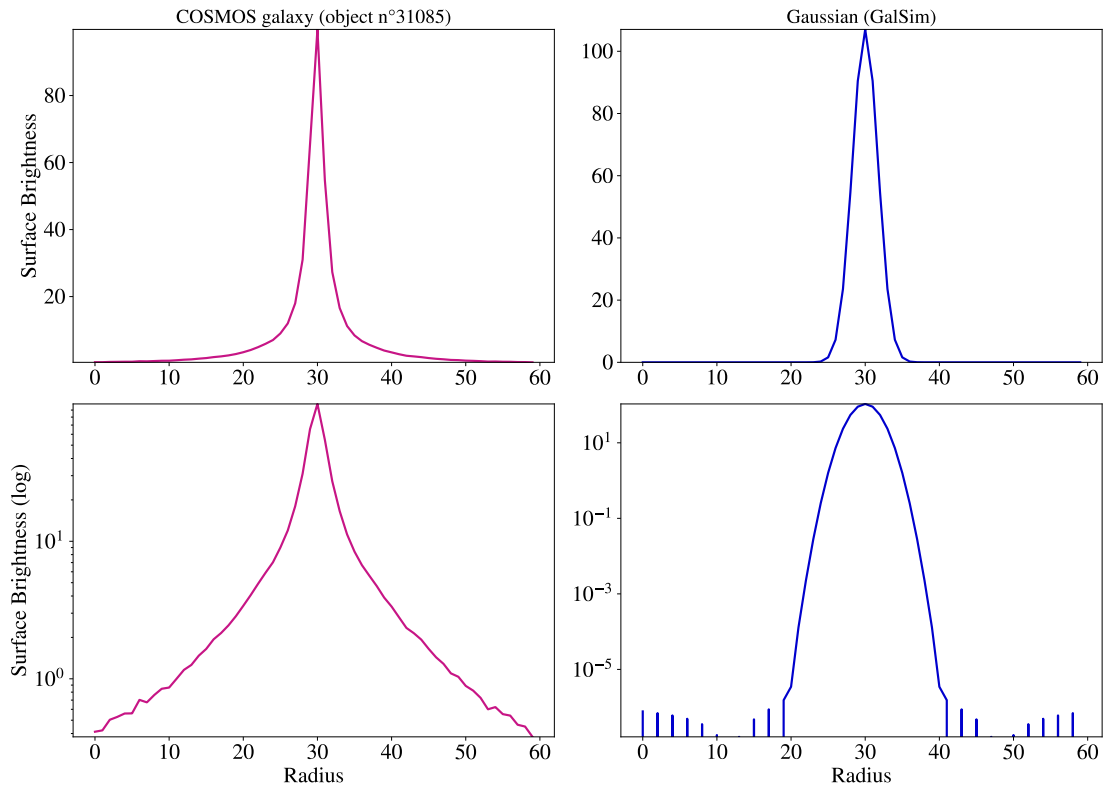 COSMOS galaxy (object n°31085)
Gaussian (GalSim)
Surface Brightness
80
60
40
20
0 10 20 30 40 50 60
100
80
60
40
20
0
0 10 20 30 40 50 60
Surface Brightness (log)
10¹
10⁰
0 10 20 30 40 50 60
Radius
10¹
10⁻¹
10⁻³
10⁻⁵
0 10 20 30 40 50 60
Radius